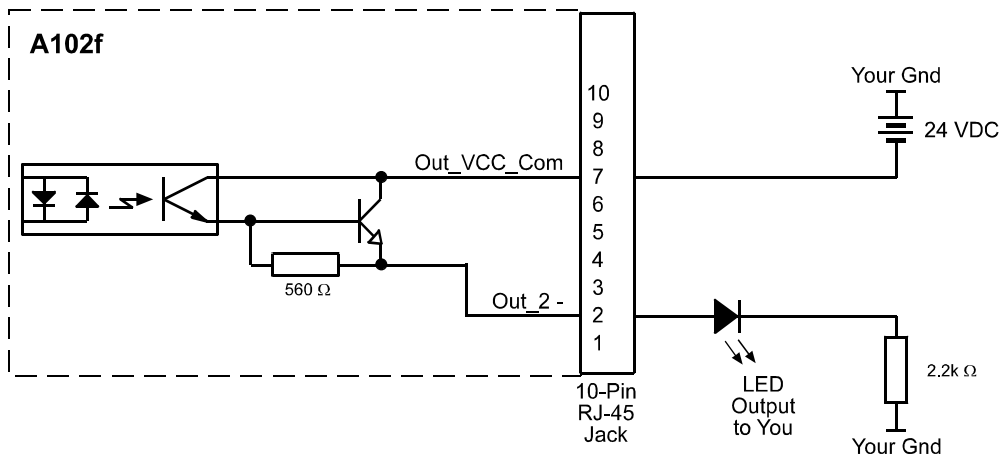 A102f
Your Gnd
24 VDC
10
9
8
7
6
5
4
3
2
1
Out_VCC_Com
560 Ω
Out_2 -
2.2k Ω
LED
Output
to You
10-Pin
RJ-45
Jack
Your Gnd